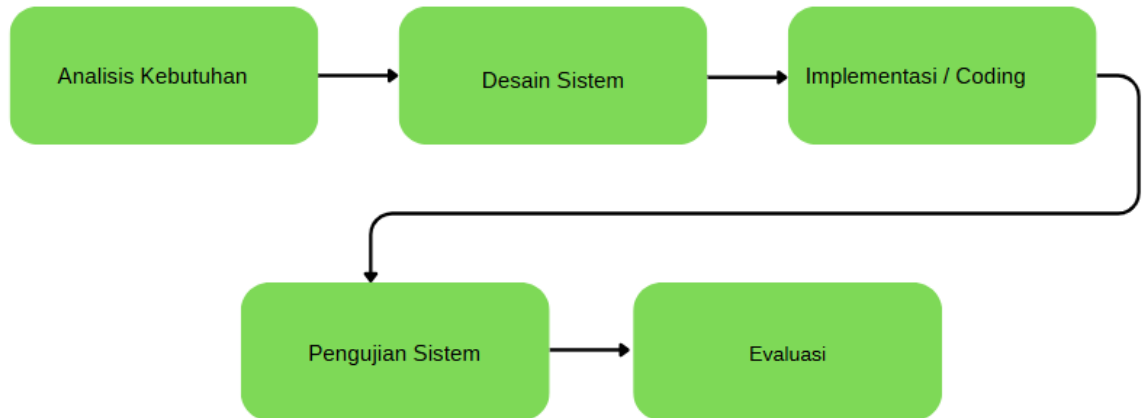 Analisis Kebutuhan
Desain Sistem
Implementasi / Coding
Pengujian Sistem
Evaluasi